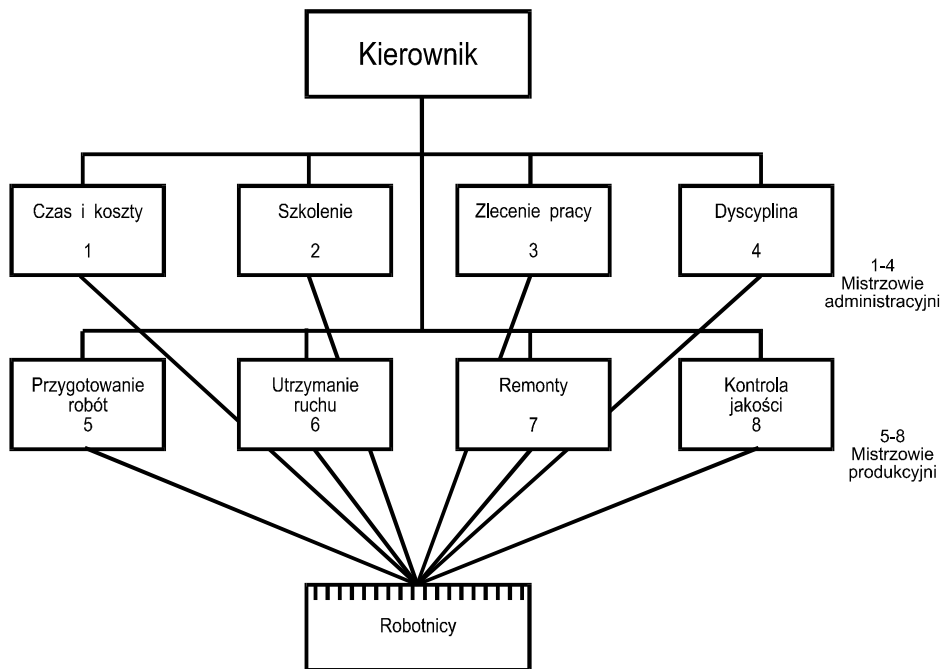 Kierownik
Czas i koszty
1
Szkolenie
2
Zlecenie pracy
3
Dyscyplina
4
1-4
Mistrzowie
administracyjni
Przygotowanie
robót
5
Utrzymanie
ruchu
6
Remonty
7
Kontrola
jakości
8
5-8
Mistrzowie
produkcyjni
Robotnicy